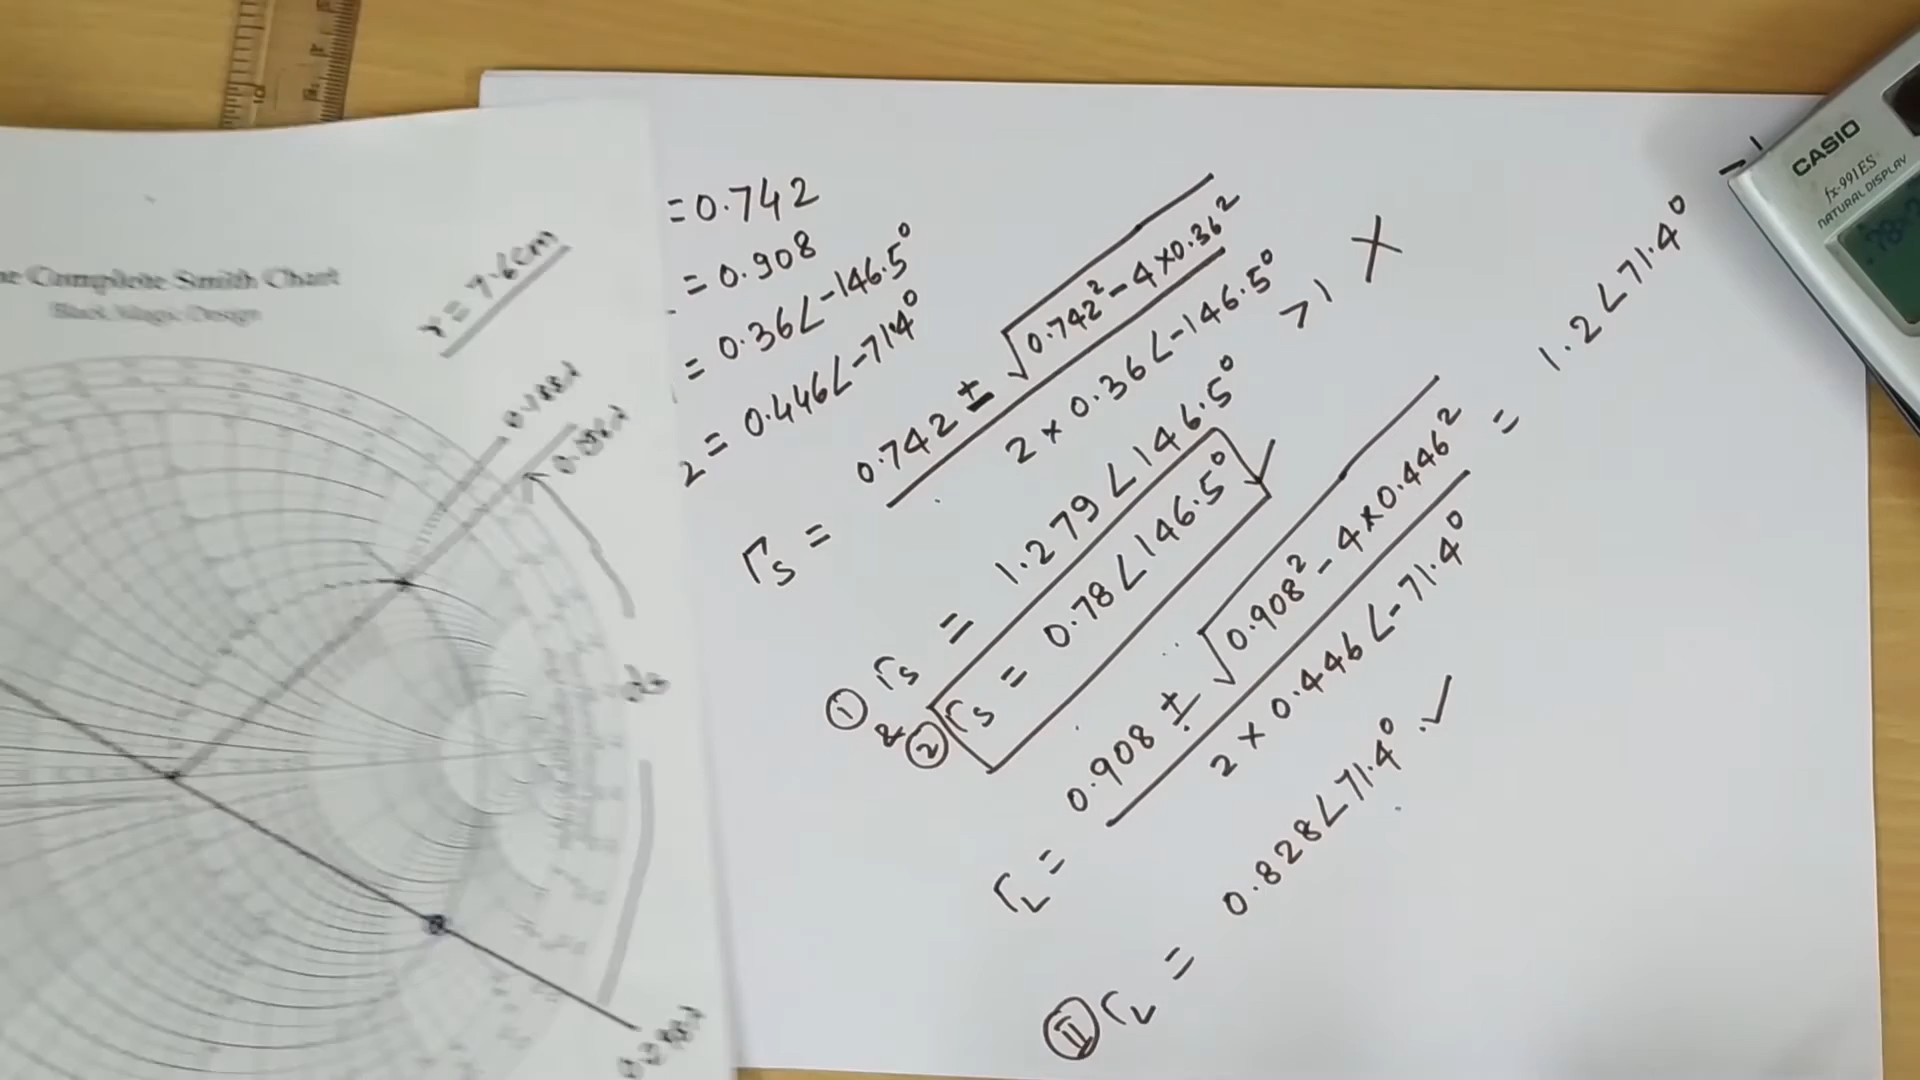 = 0.742
= 0.908
= 0.36∠-146.5°
2 = 0.446∠-71.4°
Γs = 0.742 ± √0.742² - 4×0.36²
2 × 0.36∠-146.5°
① Γs = 1.279∠146.5° >1 ×
& ② Γs = 0.78∠146.5° ✓
ΓL = 0.908 ± √0.908² - 4×0.446² = 1.2∠71.4°
2 × 0.446∠-71.4°
Ⅱ ΓL = 0.828∠71.4° ✓
Complete Smith Chart
Black Magic Design
r = 7.6cm
CASIO
fx-991ES
NATURAL DISPLAY